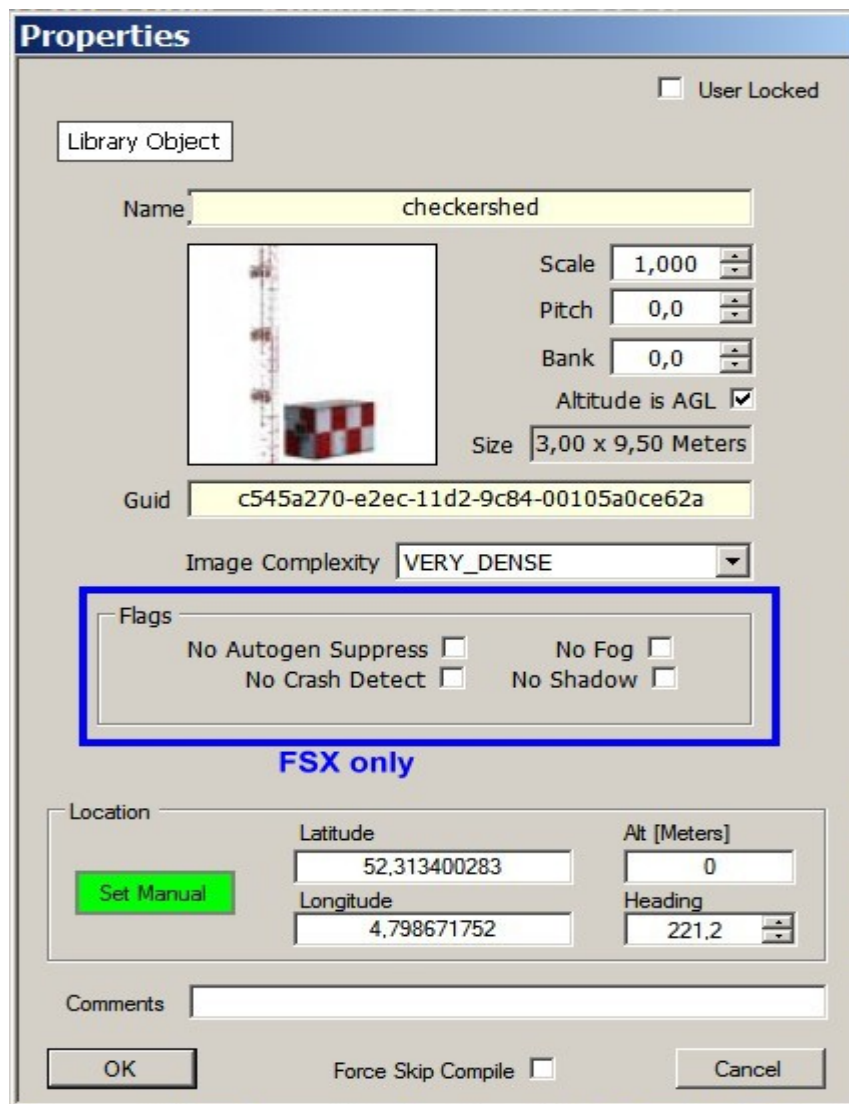 Properties
User Locked
Library Object
Name checkershed
Scale 1,000
Pitch 0,0
Bank 0,0
Altitude is AGL
Size 3,00 x 9,50 Meters
Guid c545a270-e2ec-11d2-9c84-00105a0ce62a
Image Complexity VERY_DENSE
Flags
No Autogen Suppress No Fog
No Crash Detect No Shadow
FSX only
Location
Latitude Alt [Meters]
52,313400283 0
Set Manual
Longitude Heading
4,798671752 221,2
Comments
OK Force Skip Compile Cancel